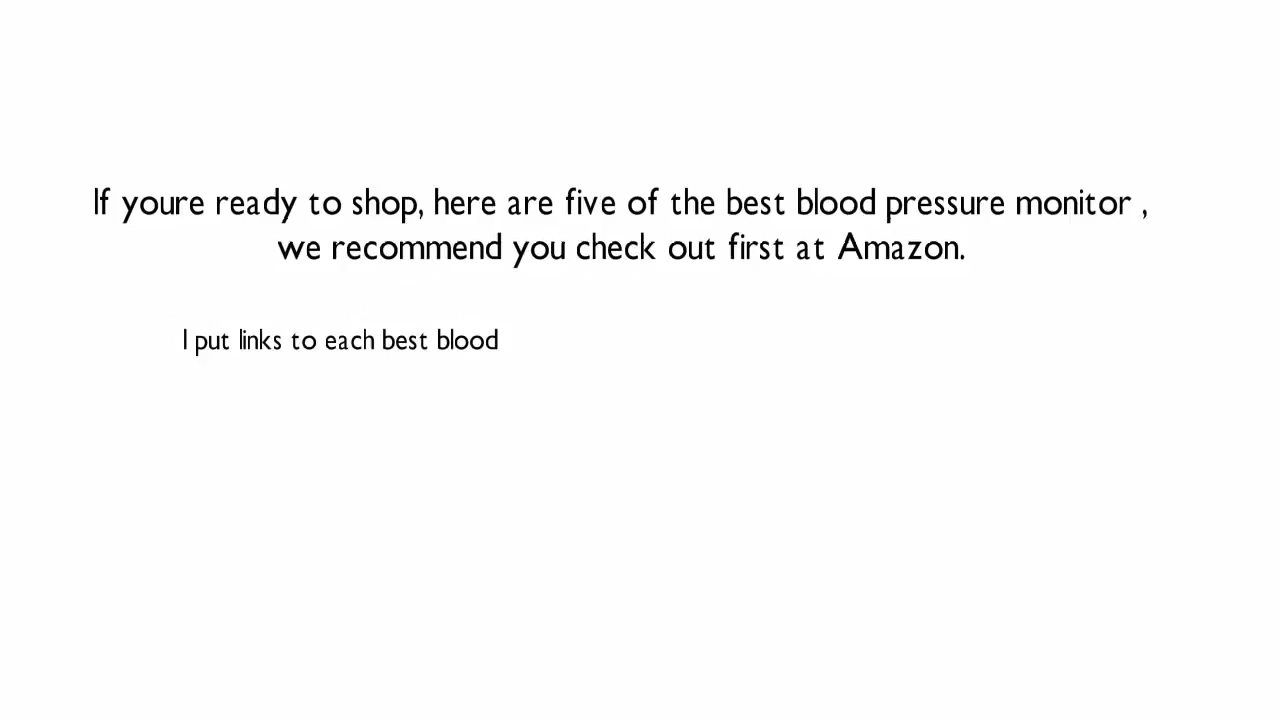 If youre ready to shop, here are five of the best blood pressure monitor ,
we recommend you check out first at Amazon.
I put links to each best blood